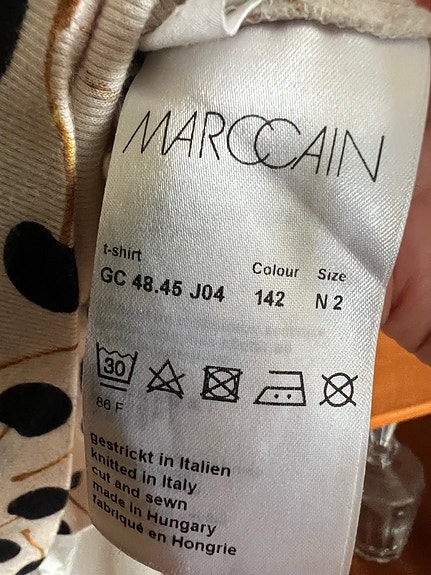 MARCCAIN
t-shirt Colour Size
GC 48.45 J04 142 N 2
30
86 F
gestrickt in Italien
knitted in Italy
cut and sewn
made in Hungary
fabriqué en Hongrie